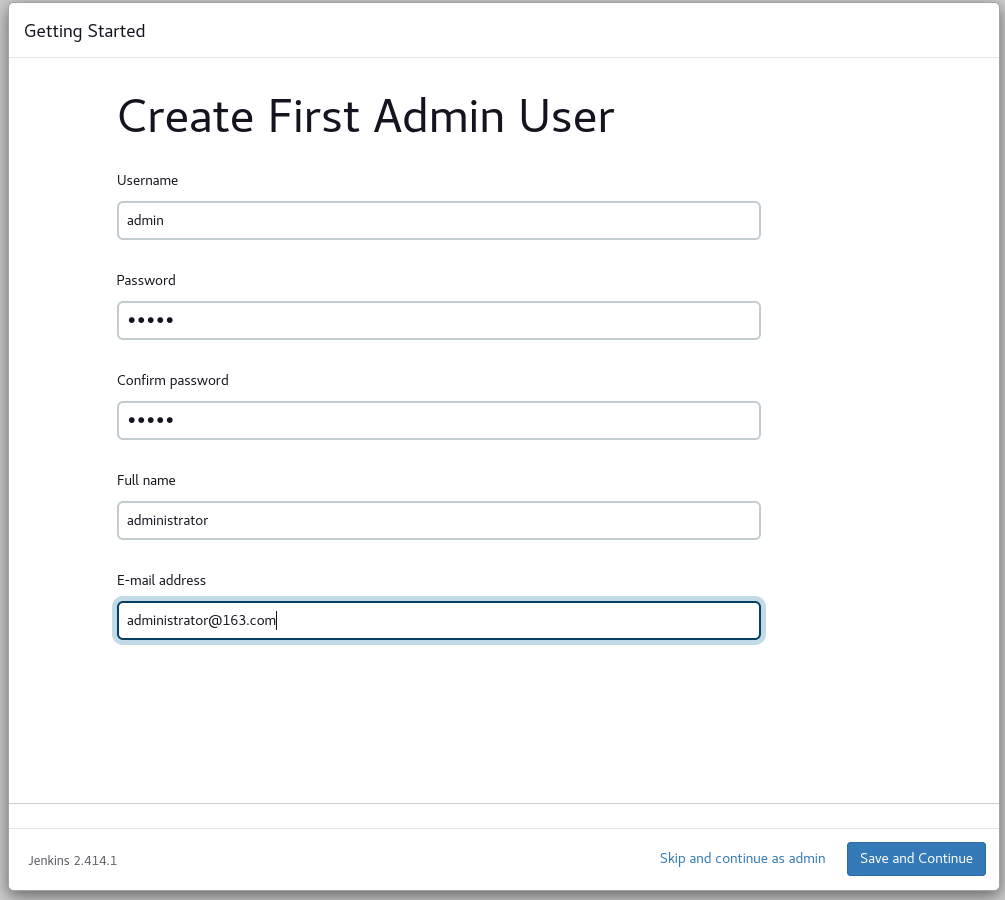 Getting Started
Create First Admin User
Username
admin
Password
•••••
Confirm password
•••••
Full name
administrator
E-mail address
administrator@163.com
Jenkins 2.414.1
Skip and continue as admin
Save and Continue